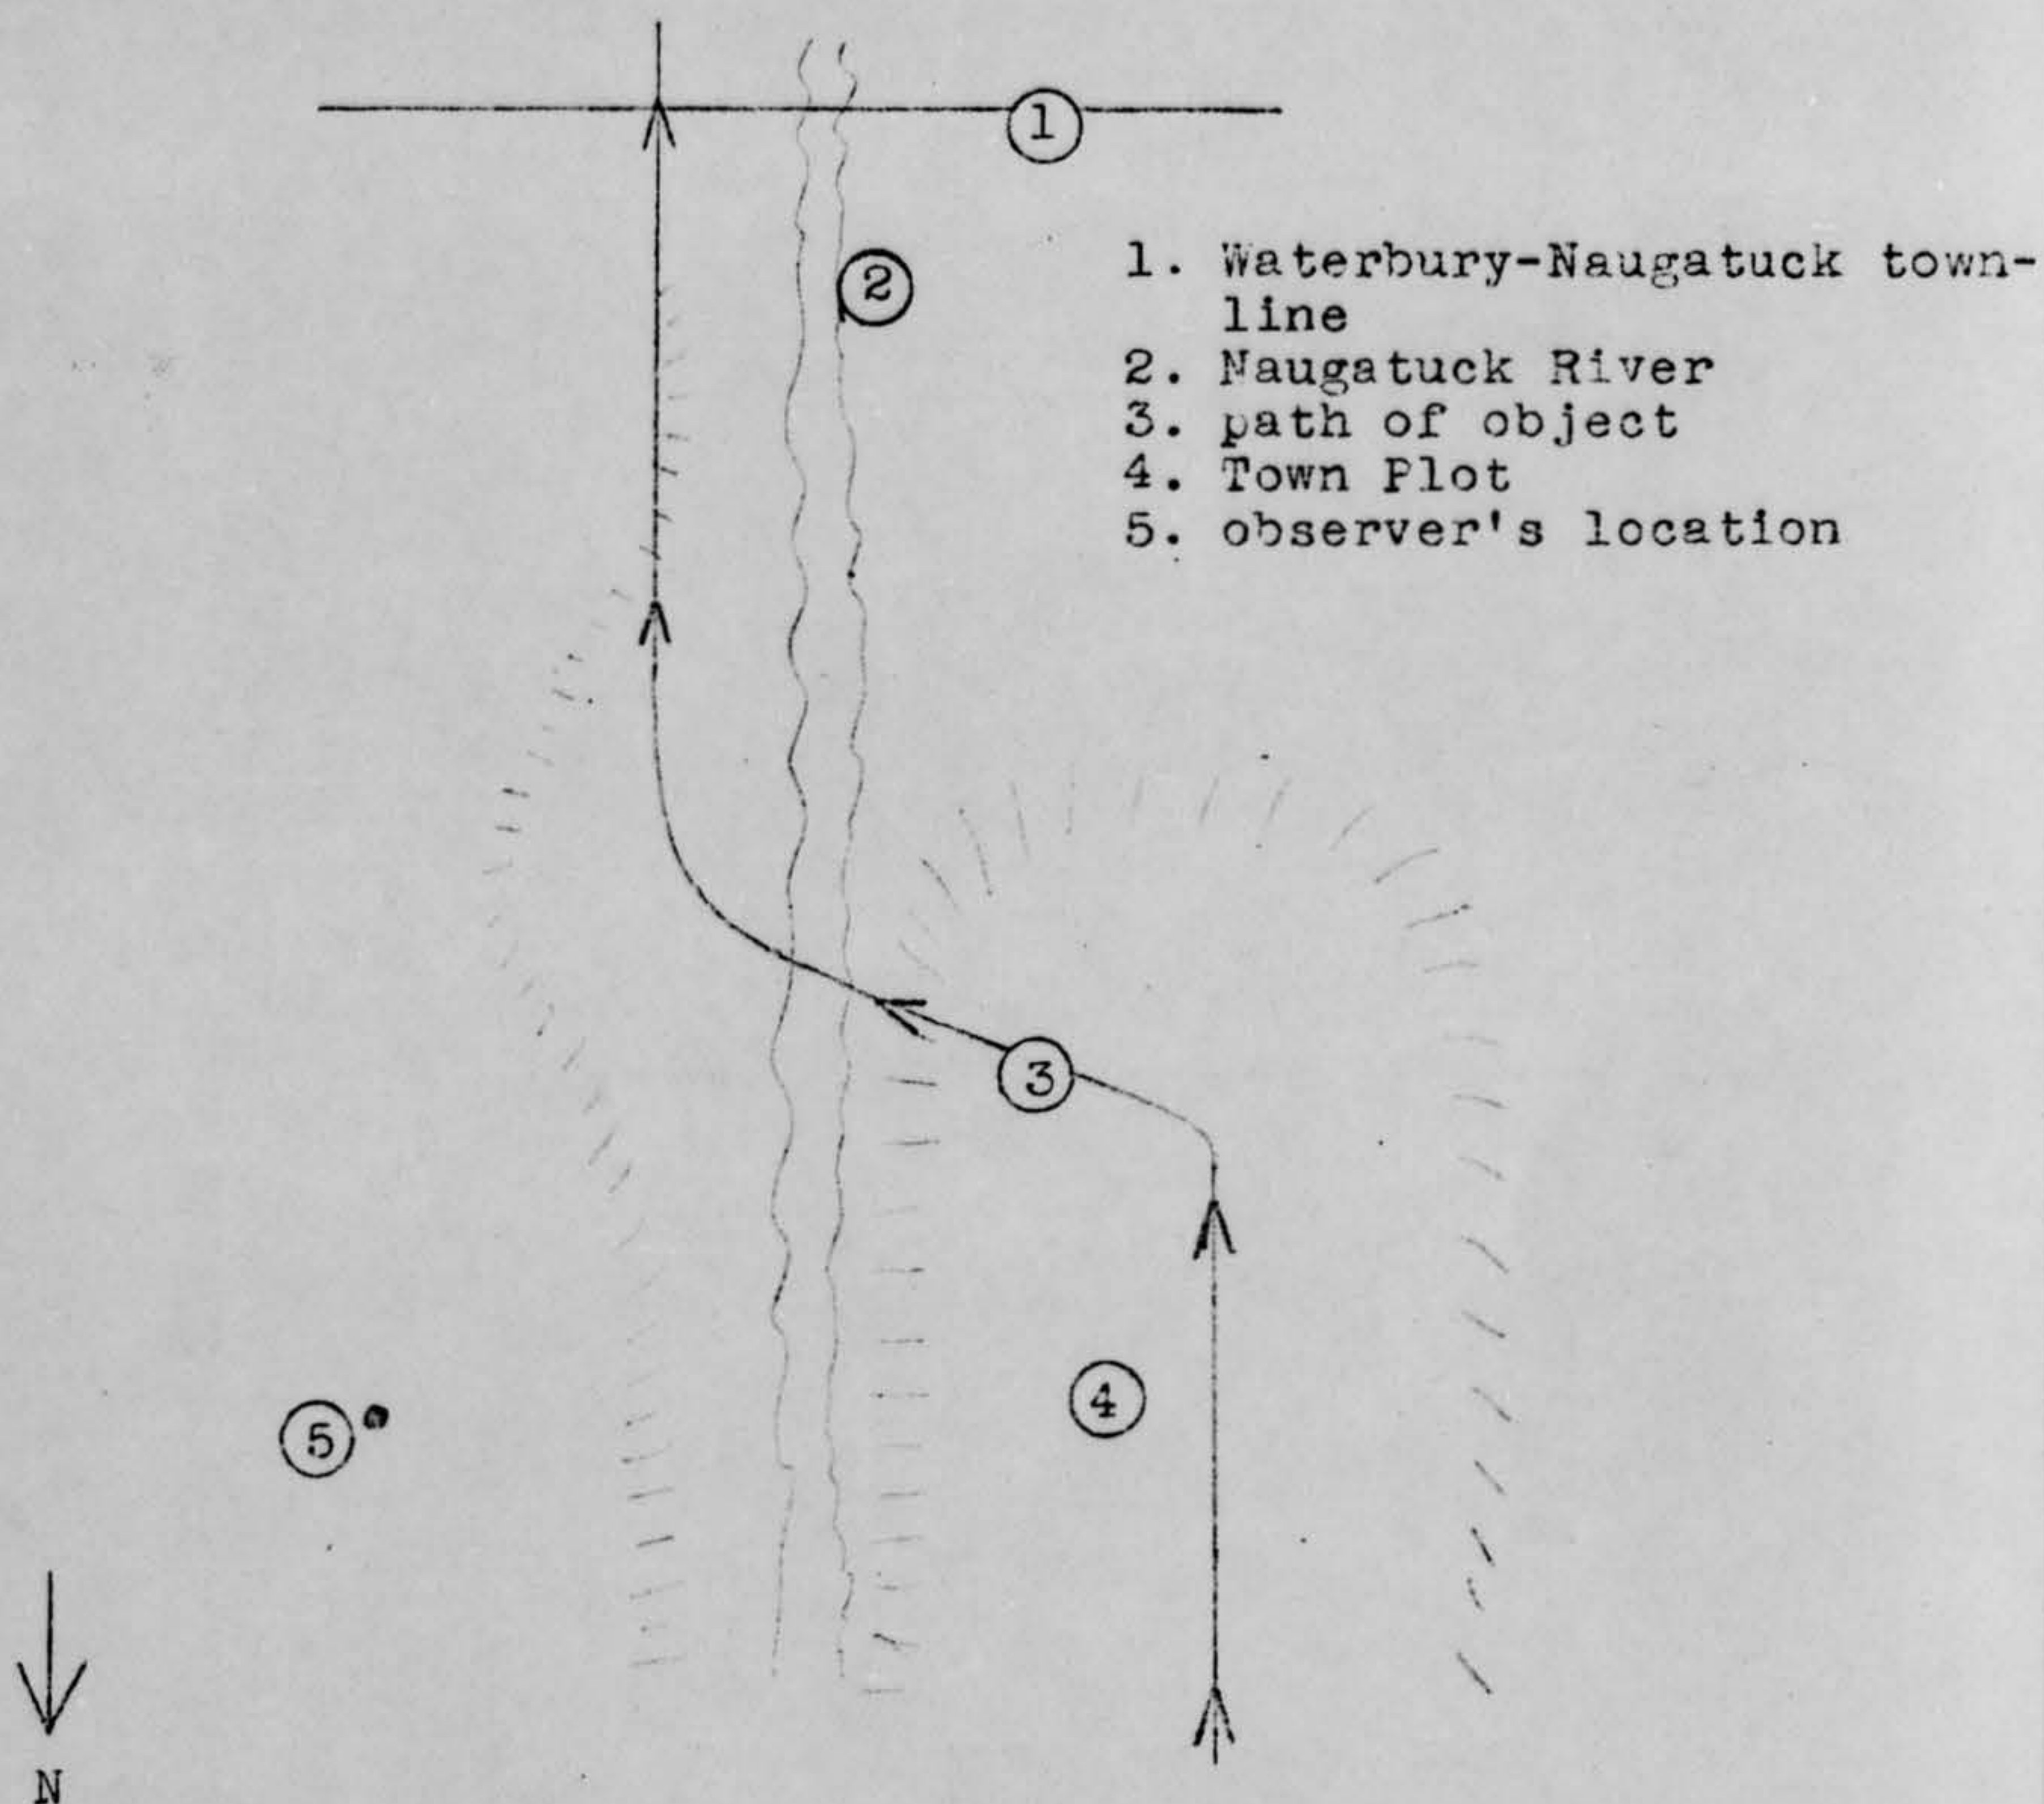 1
2
1. Waterbury-Naugatuck town-
line
2. Naugatuck River
3. path of object
4. Town Plot
5. observer's location
3
4
5
N